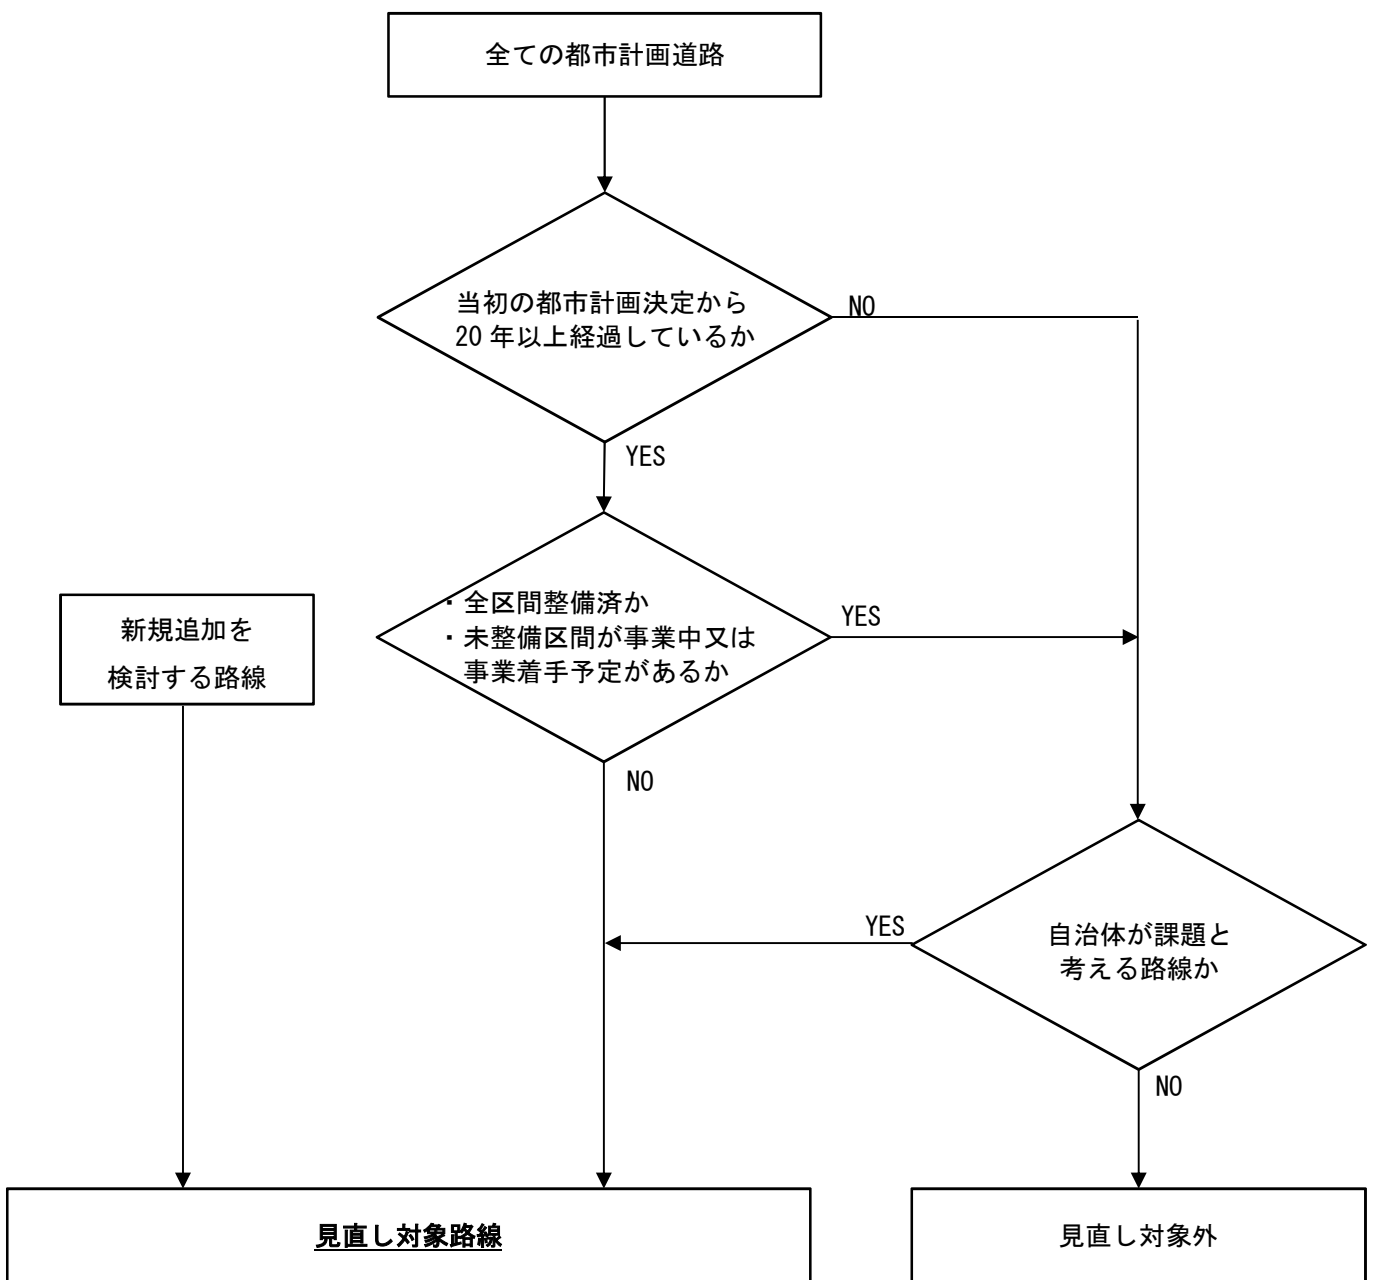 全ての都市計画道路
当初の都市計画決定から
20年以上経過しているか
NO
YES
・全区間整備済か
・未整備区間が事業中又は
事業着手予定があるか
YES
新規追加を
検討する路線
NO
YES
自治体が課題と
考える路線か
NO
見直し対象路線
見直し対象外